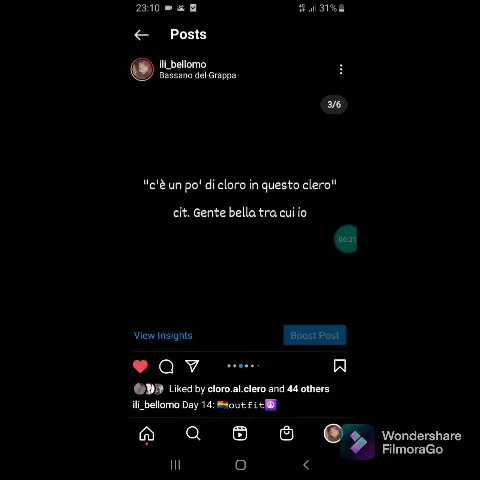 23:10
31%
Posts
ili_bellomo
Bassano del Grappa
3/6
"c'è un po' di cloro in questo clero"
cit. Gente bella tra cui io
View Insights
Boost Post
Liked by cloro.al.clero and 44 others
ili_bellomo Day 14: 🏳️‍🌈outfit☮️
Wondershare
FilmoraGo